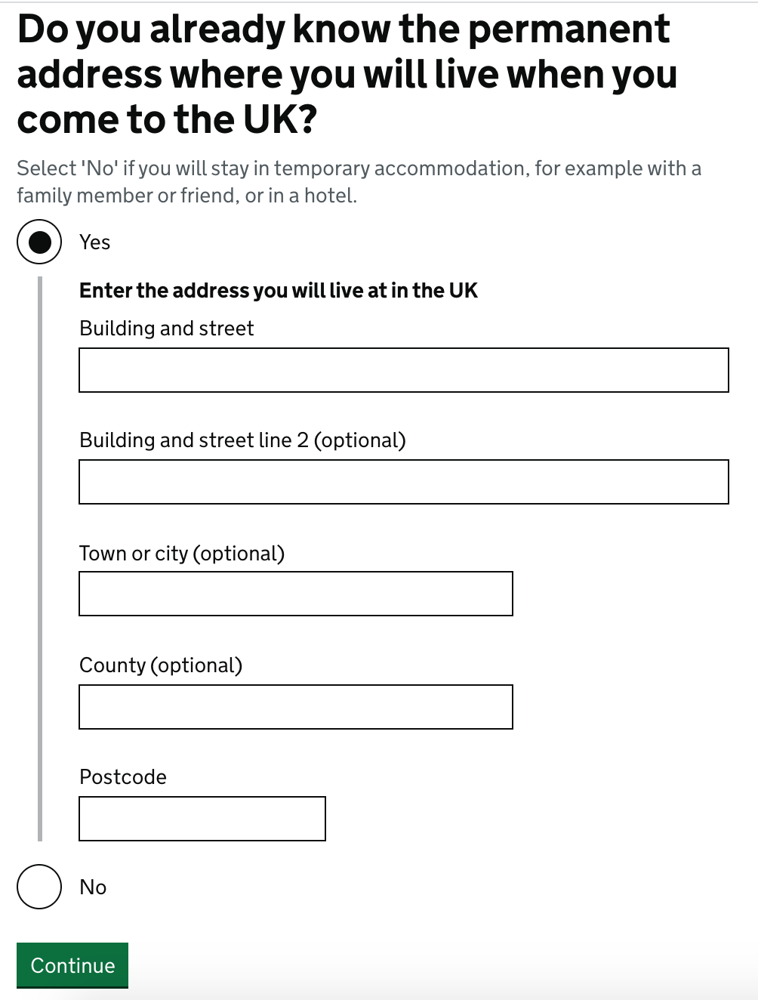 Do you already know the permanent
address where you will live when you
come to the UK?
Select 'No' if you will stay in temporary accommodation, for example with a
family member or friend, or in a hotel.
Yes
Enter the address you will live at in the UK
Building and street
Building and street line 2 (optional)
Town or city (optional)
County (optional)
Postcode
No
Continue